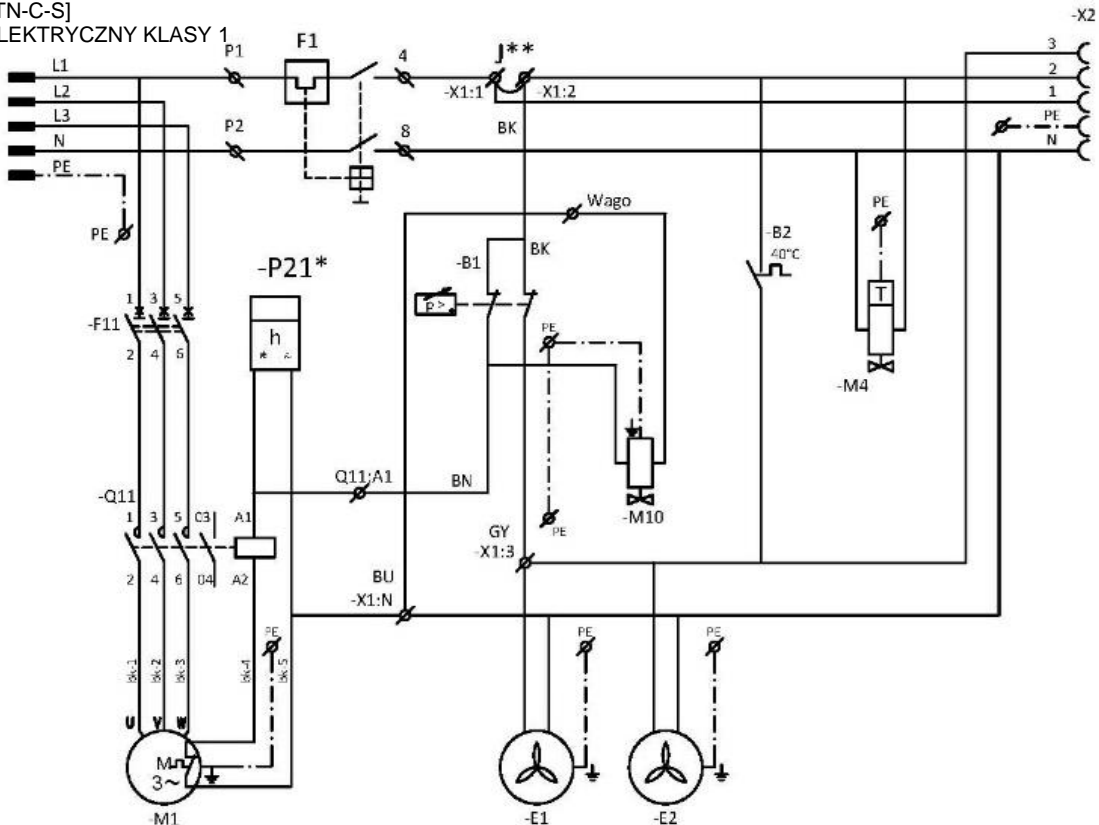 TN-C-S]
LEKTRYCZNY KLASY 1
-X2
L1
P1
F1
4
J**
3
L2
-X1:1
-X1:2
2
L3
1
N
P2
8
BK
PE
PE
N
PE
Wago
PE
-P21*
-B1
BK
-B2
40°C
T
1 3 5
p>
-F11
h
PE
2 4 6
-M4
Q11:A1
BN
-M10
-Q11
1 3 5 03 A1
GY
PE
-X1:3
2 4 6 04 A2
BU
-X1:N
PE
PE
PE
bk-1
bk-2
bk-3
bk-4
bk-5
U V W
M
3~
-M1
-E1
-E2